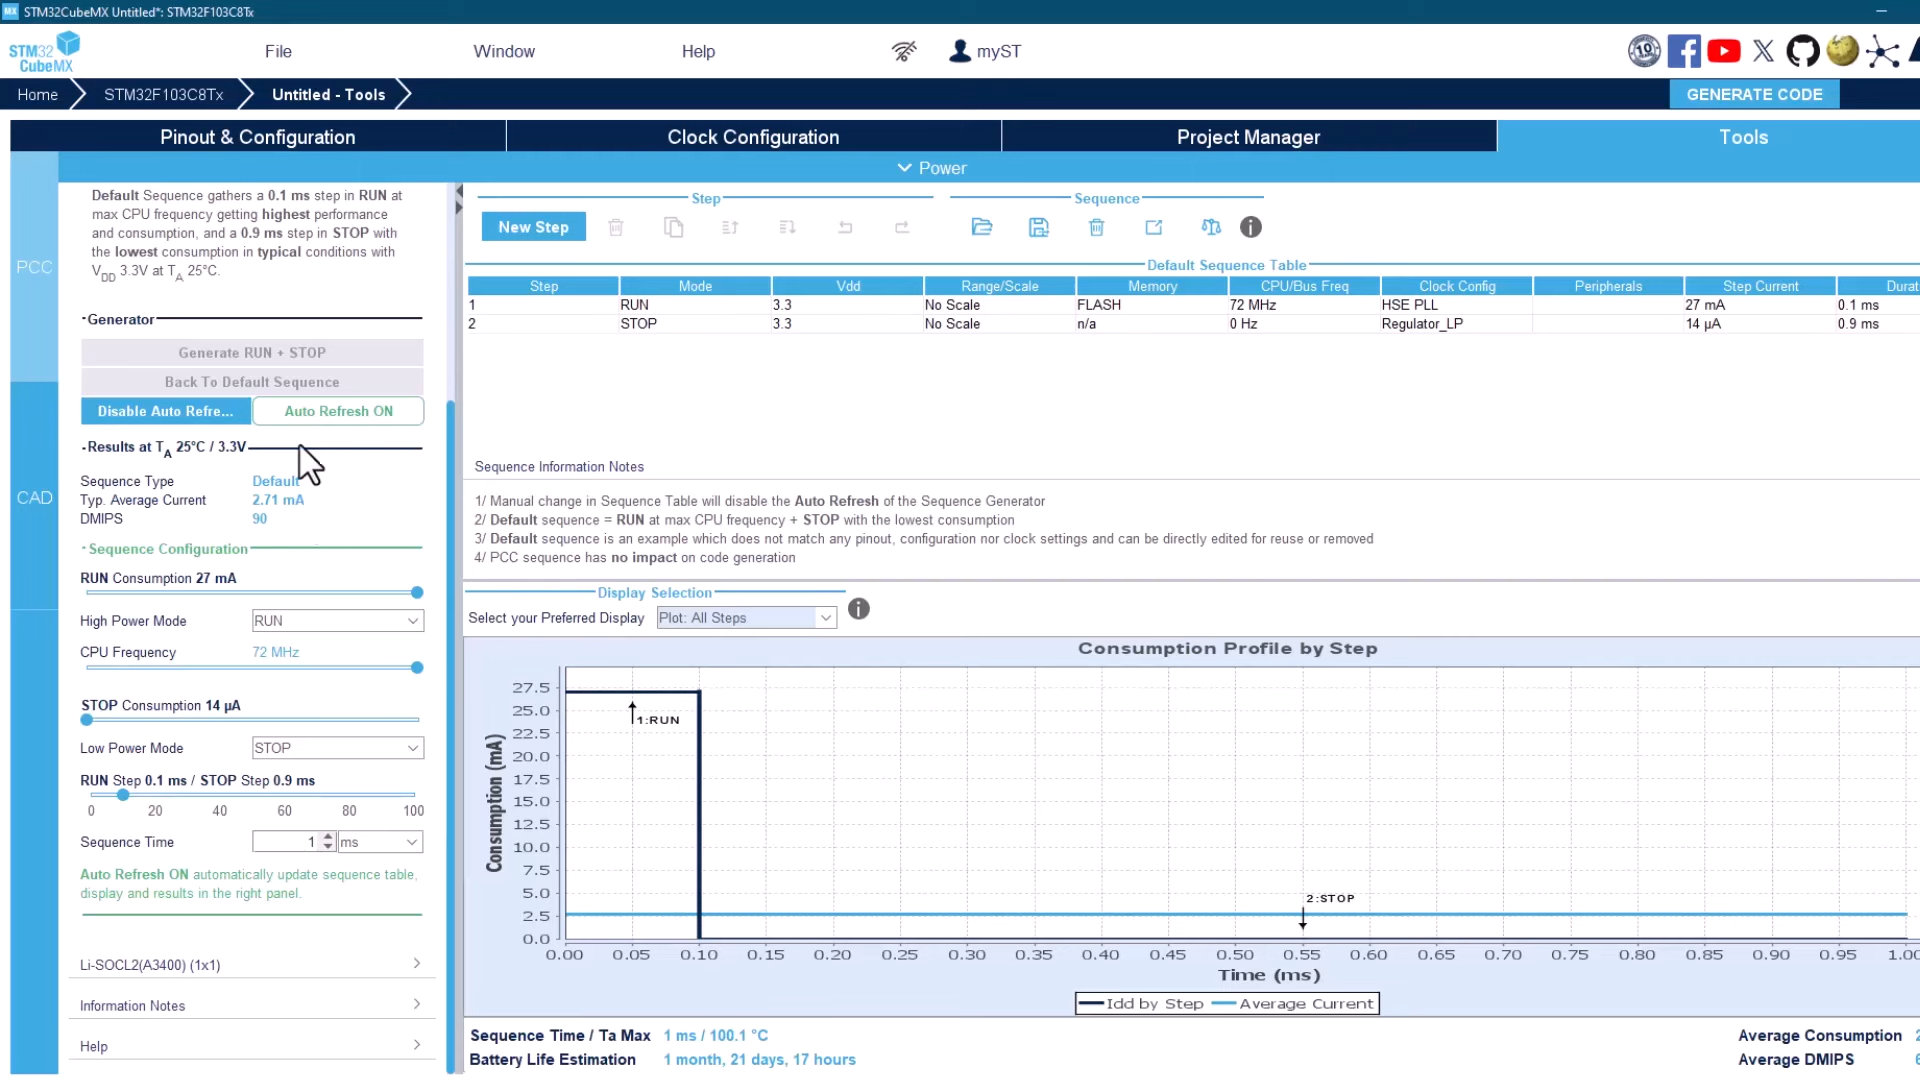 MX STM32CubeMX Untitled*: STM32F103C8Tx
STM32
CubeMX
File
Window
Help
myST
10
Home
STM32F103C8Tx
Untitled - Tools
GENERATE CODE
Pinout & Configuration
Clock Configuration
Project Manager
Tools
Power
PCC
CAD
Default Sequence gathers a 0.1 ms step in RUN at
max CPU frequency getting highest performance
and consumption, and a 0.9 ms step in STOP with
the lowest consumption in typical conditions with
VDD 3.3V at TA 25°C.
Generator
Generate RUN + STOP
Back To Default Sequence
Disable Auto Refre...
Auto Refresh ON
Results at TA 25°C / 3.3V
Sequence Type Default
Typ. Average Current 2.71 mA
DMIPS 90
Sequence Configuration
RUN Consumption 27 mA
High Power Mode RUN
CPU Frequency 72 MHz
STOP Consumption 14 µA
Low Power Mode STOP
RUN Step 0.1 ms / STOP Step 0.9 ms
0 20 40 60 80 100
Sequence Time 1 ms
Auto Refresh ON automatically update sequence table,
display and results in the right panel.
Li-SOCL2(A3400) (1x1)
Information Notes
Help
Step
Sequence
New Step
Default Sequence Table
Step Mode Vdd Range/Scale Memory CPU/Bus Freq Clock Config Peripherals Step Current Durat
1 RUN 3.3 No Scale FLASH 72 MHz HSE PLL 27 mA 0.1 ms
2 STOP 3.3 No Scale n/a 0 Hz Regulator_LP 14 µA 0.9 ms
Sequence Information Notes
1/ Manual change in Sequence Table will disable the Auto Refresh of the Sequence Generator
2/ Default sequence = RUN at max CPU frequency + STOP with the lowest consumption
3/ Default sequence is an example which does not match any pinout, configuration nor clock settings and can be directly edited for reuse or removed
4/ PCC sequence has no impact on code generation
Display Selection
Select your Preferred Display Plot: All Steps
Consumption Profile by Step
Consumption (mA)
27.5
25.0
22.5
20.0
17.5
15.0
12.5
10.0
7.5
5.0
2.5
0.0
1:RUN
2:STOP
0.00 0.05 0.10 0.15 0.20 0.25 0.30 0.35 0.40 0.45 0.50 0.55 0.60 0.65 0.70 0.75 0.80 0.85 0.90 0.95 1.00
Time (ms)
Idd by Step Average Current
Sequence Time / Ta Max 1 ms / 100.1 °C
Battery Life Estimation 1 month, 21 days, 17 hours
Average Consumption
Average DMIPS